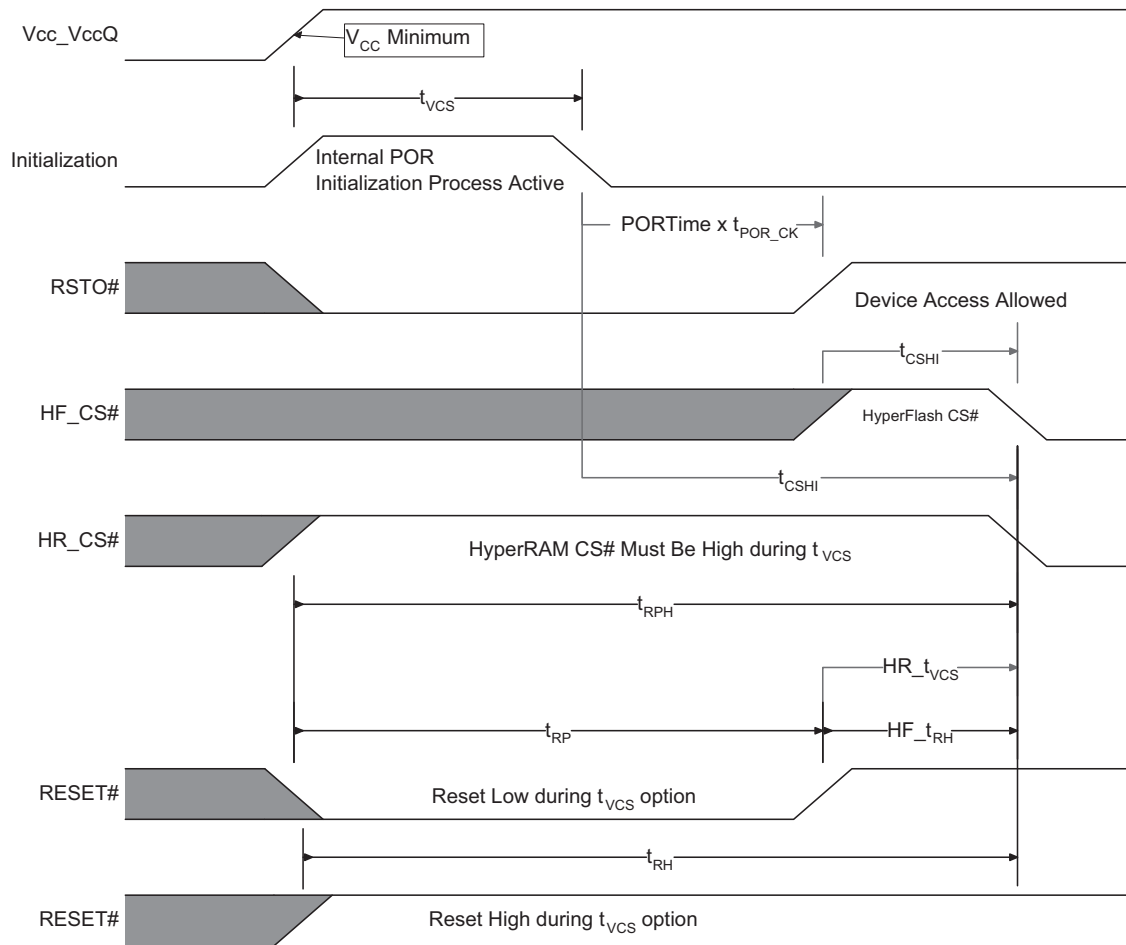 Vcc_VccQ
VCC Minimum
tVCS
Initialization
Internal POR
Initialization Process Active
PORTime x tPOR_CK
RSTO#
Device Access Allowed
tCSHI
HF_CS#
HyperFlash CS#
tCSHI
HR_CS#
HyperRAM CS# Must Be High during tVCS
tRPH
HR_tVCS
tRP
HF_tRH
RESET#
Reset Low during tVCS option
tRH
RESET#
Reset High during tVCS option